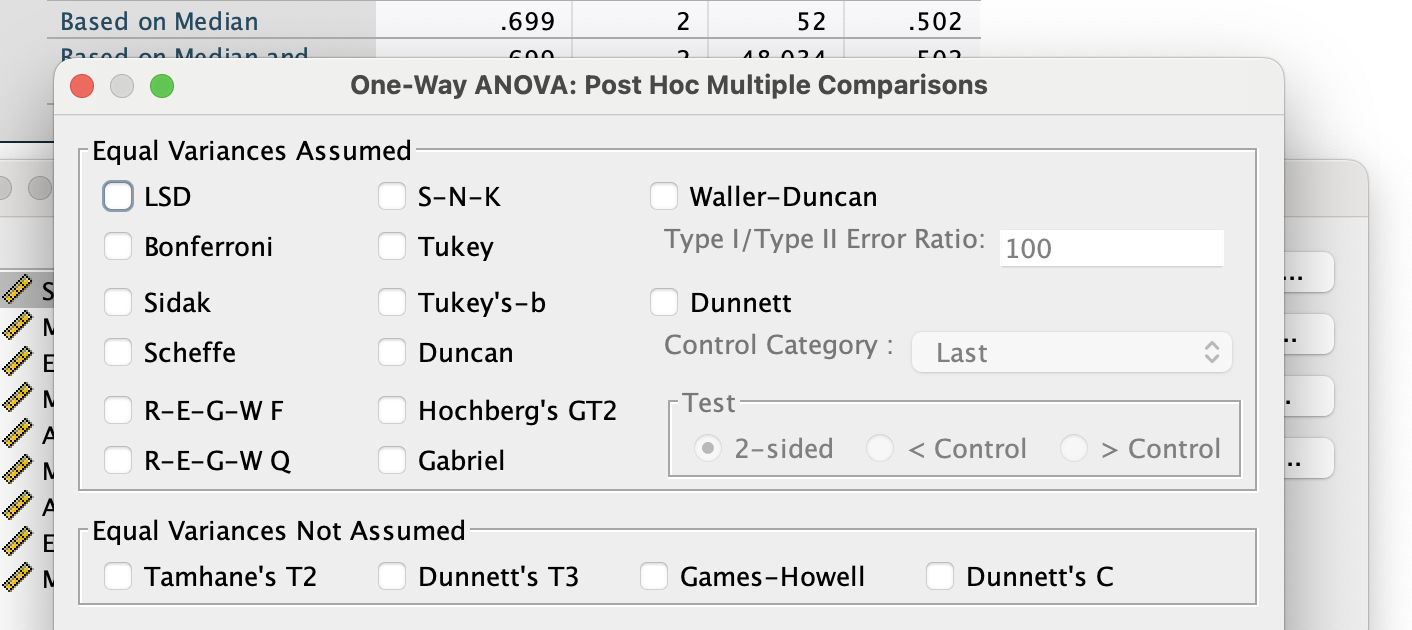 Based on Median .699 2 52 .502
Based on Median and .699 2 48.034 .502
One-Way ANOVA: Post Hoc Multiple Comparisons
Equal Variances Assumed
LSD S-N-K Waller-Duncan
Bonferroni Tukey Type I/Type II Error Ratio: 100
Sidak Tukey's-b Dunnett
Scheffe Duncan Control Category : Last
R-E-G-W F Hochberg's GT2 Test
R-E-G-W Q Gabriel 2-sided < Control > Control
Equal Variances Not Assumed
Tamhane's T2 Dunnett's T3 Games-Howell Dunnett's C